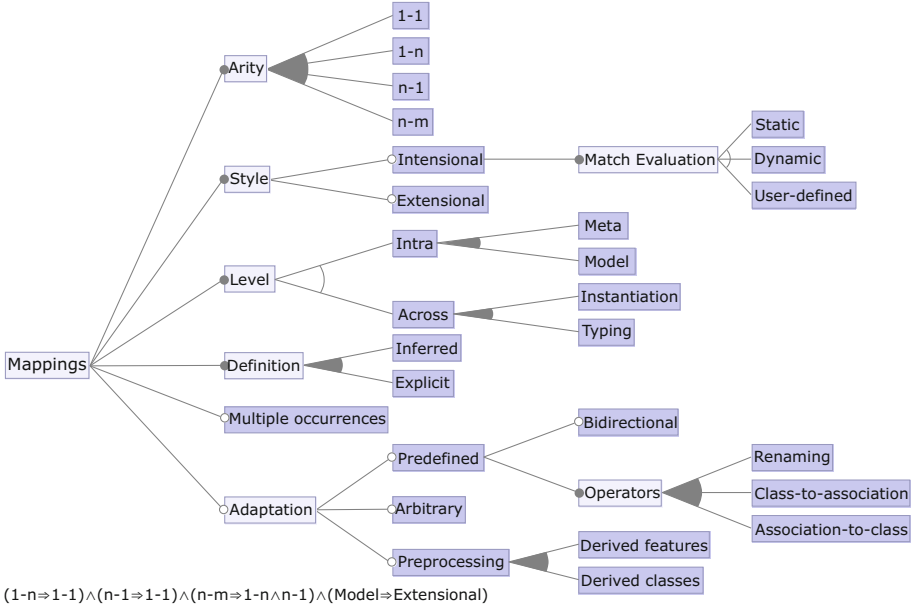 1-1
Arity
1-n
n-1
n-m
Static
Intensional
Match Evaluation
Dynamic
Style
User-defined
Extensional
Meta
Intra
Model
Level
Instantiation
Across
Typing
Inferred
Mappings
Definition
Explicit
Multiple occurrences
Bidirectional
Predefined
Renaming
Operators
Class-to-association
Adaptation
Arbitrary
Association-to-class
Derived features
Preprocessing
Derived classes
(1-n⇒1-1)∧(n-1⇒1-1)∧(n-m⇒1-n∧n-1)∧(Model⇒Extensional)